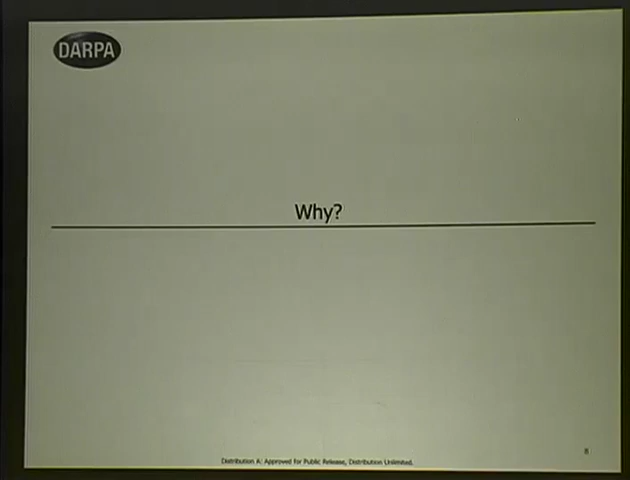 DARPA
Why?
8
Distribution A: Approved for Public Release, Distribution Unlimited.